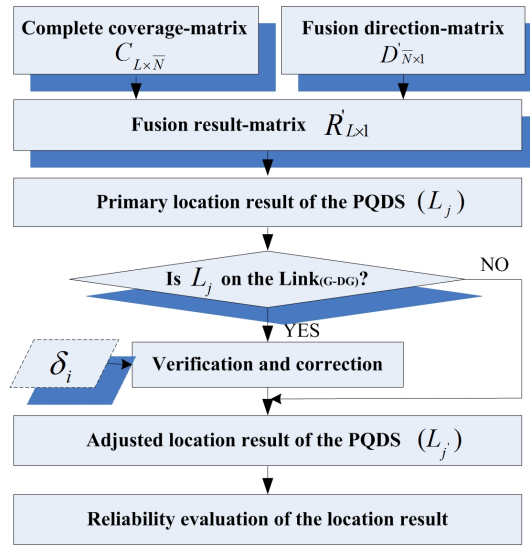 Complete coverage-matrix
C L×N̅
Fusion direction-matrix
D' N̅×1
Fusion result-matrix R' L×1
Primary location result of the PQDS (L_j)
Is L_j on the Link(G-DG)?
NO
YES
δ_i
Verification and correction
Adjusted location result of the PQDS (L_j')
Reliability evaluation of the location result